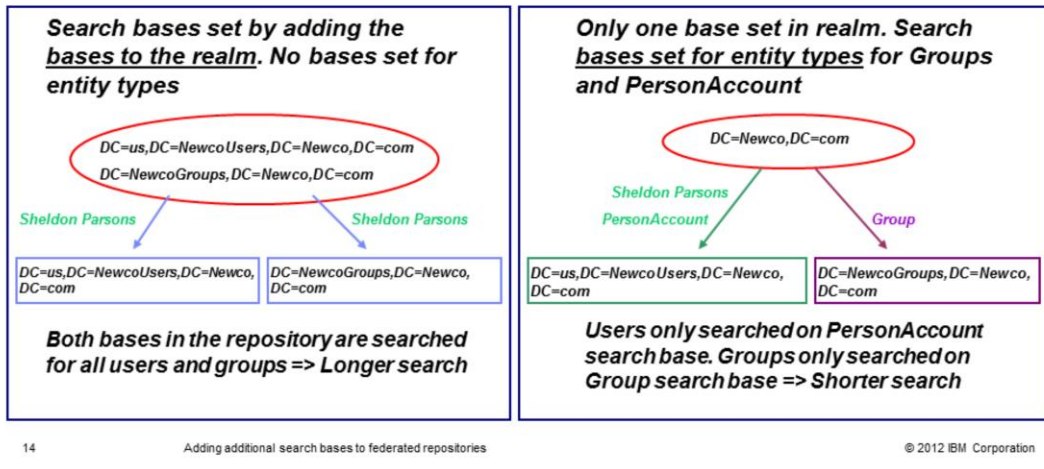 Search bases set by adding the
bases to the realm. No bases set for
entity types
DC=us,DC=NewcoUsers,DC=Newco,DC=com
DC=NewcoGroups,DC=Newco,DC=com
Sheldon Parsons
Sheldon Parsons
DC=us,DC=NewcoUsers,DC=Newco,
DC=com
DC=NewcoGroups,DC=Newco,
DC=com
Both bases in the repository are searched
for all users and groups => Longer search
Only one base set in realm. Search
bases set for entity types for Groups
and PersonAccount
DC=Newco,DC=com
Sheldon Parsons
PersonAccount
Group
DC=us,DC=NewcoUsers,DC=Newco,
DC=com
DC=NewcoGroups,DC=Newco,
DC=com
Users only searched on PersonAccount
search base. Groups only searched on
Group search base => Shorter search
14
Adding additional search bases to federated repositories
© 2012 IBM Corporation